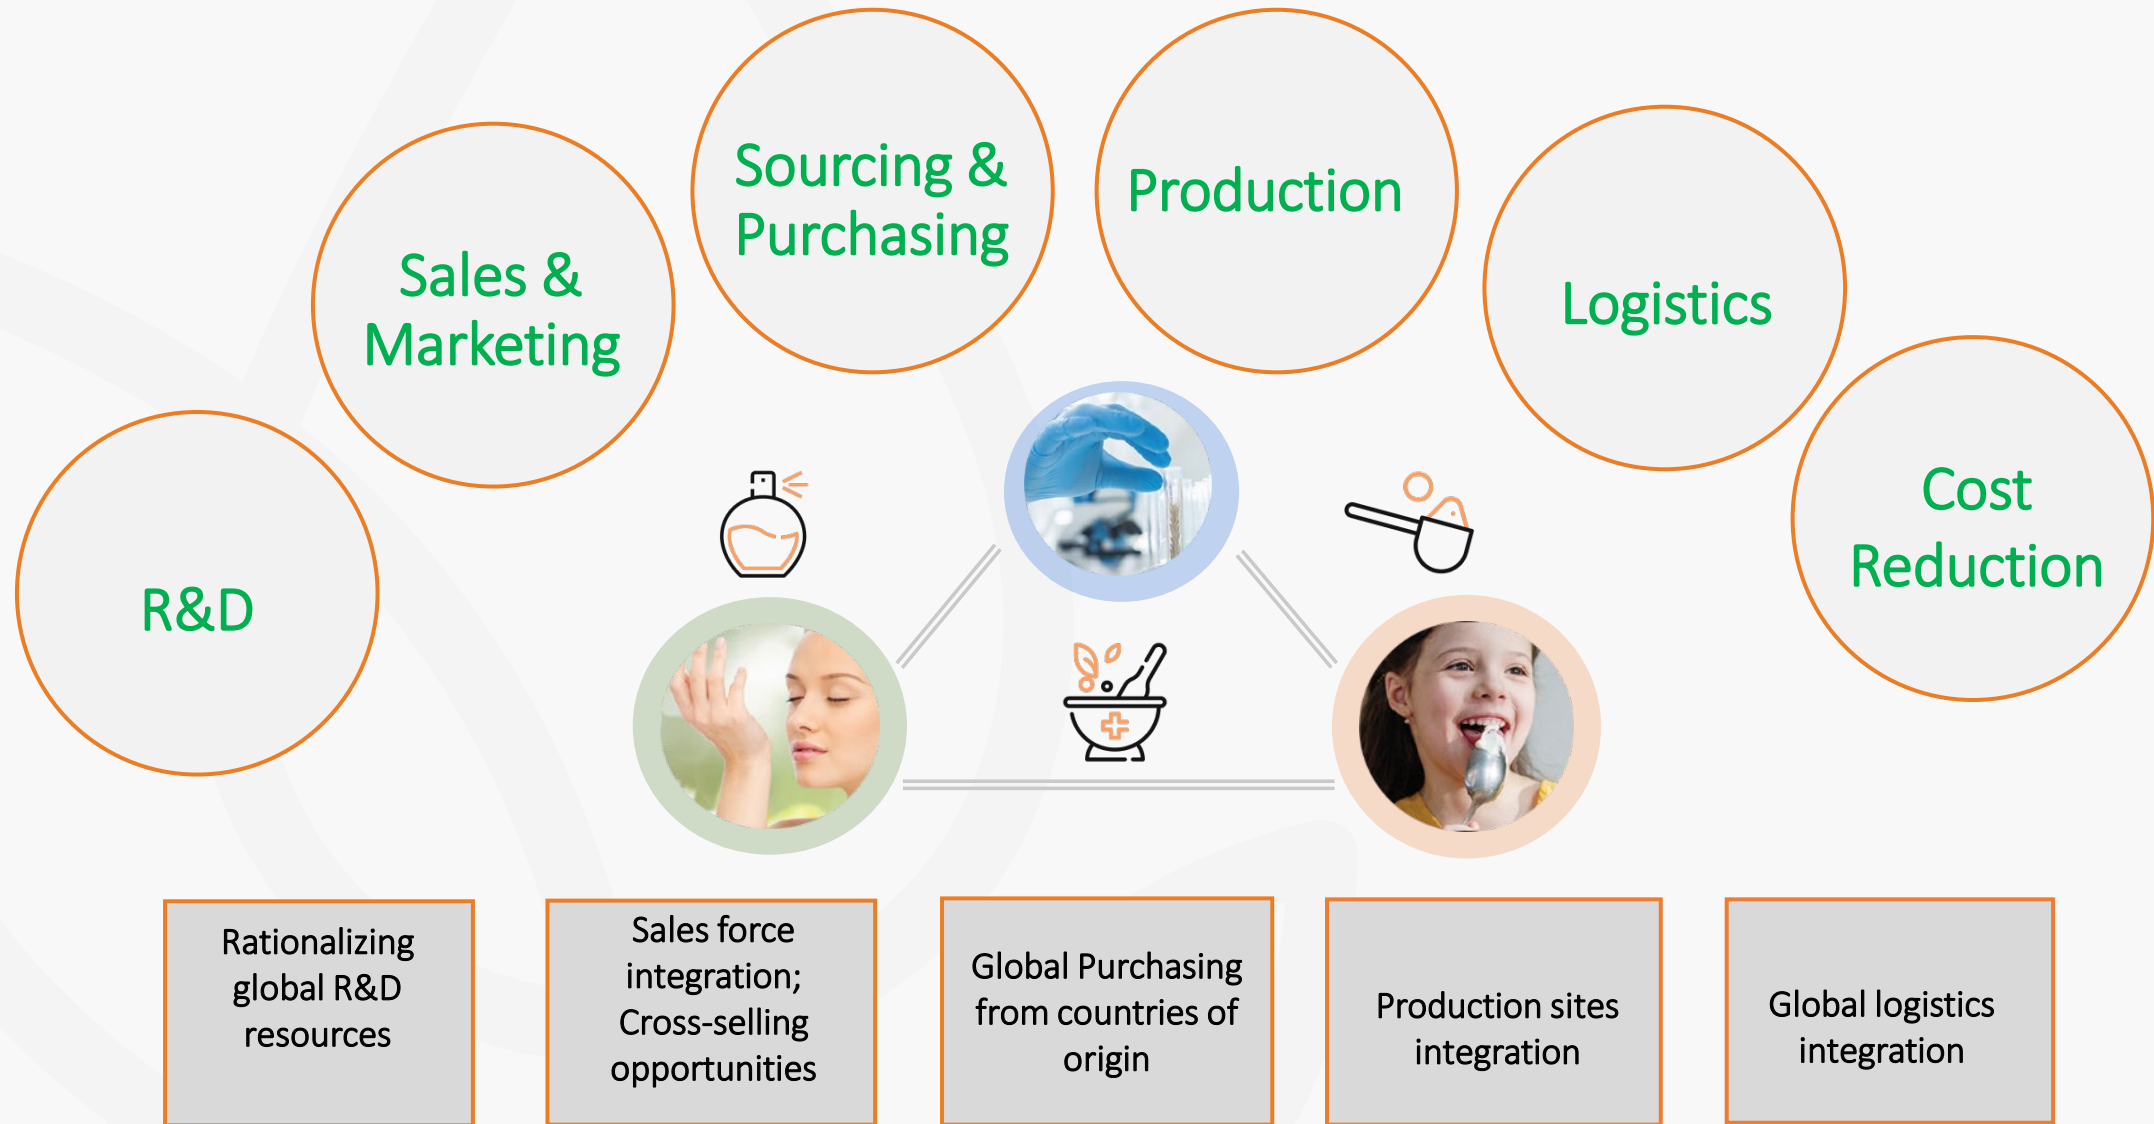 Sourcing &
Purchasing
Production
Sales &
Marketing
Logistics
Cost
Reduction
R&D
Rationalizing
global R&D
resources
Sales force
integration;
Cross-selling
opportunities
Global Purchasing
from countries of
origin
Production sites
integration
Global logistics
integration